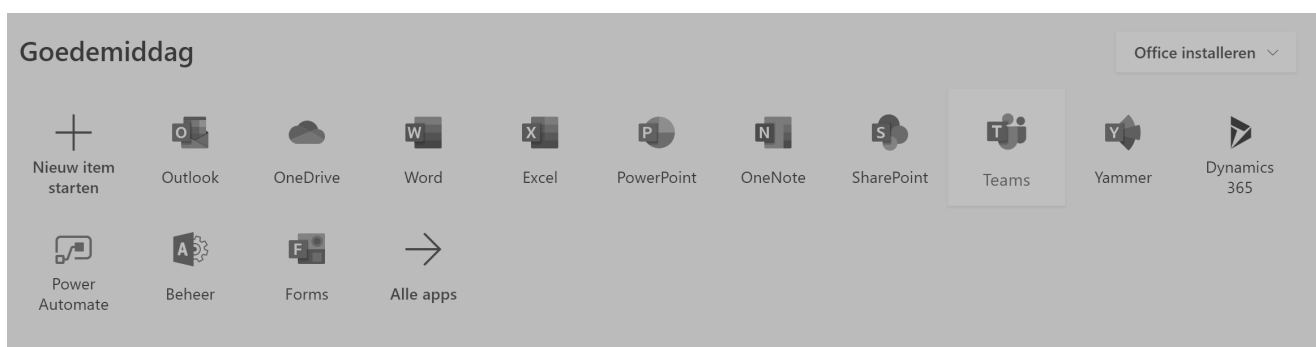 Goedemiddag
Office installeren
Nieuw item
starten
Outlook
OneDrive
Word
Excel
PowerPoint
OneNote
SharePoint
Teams
Yammer
Dynamics
365
Power
Automate
Beheer
Forms
Alle apps